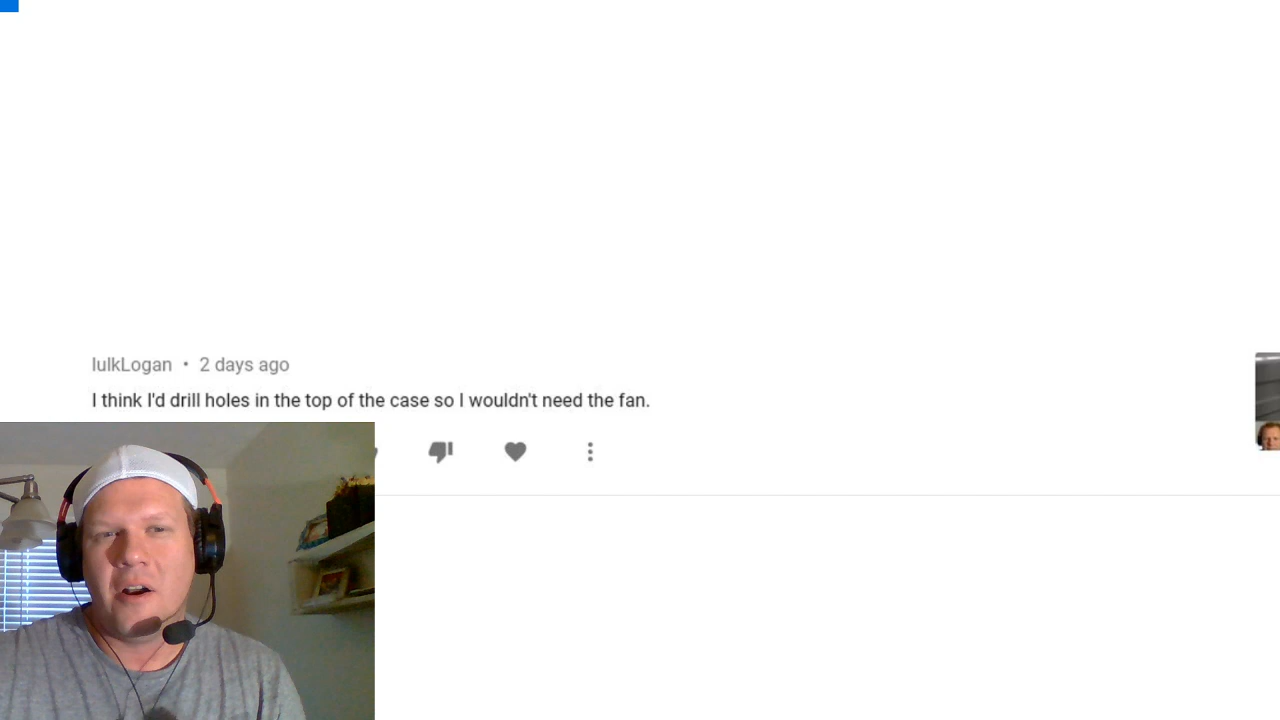 lulkLogan • 2 days ago
I think I'd drill holes in the top of the case so I wouldn't need the fan.